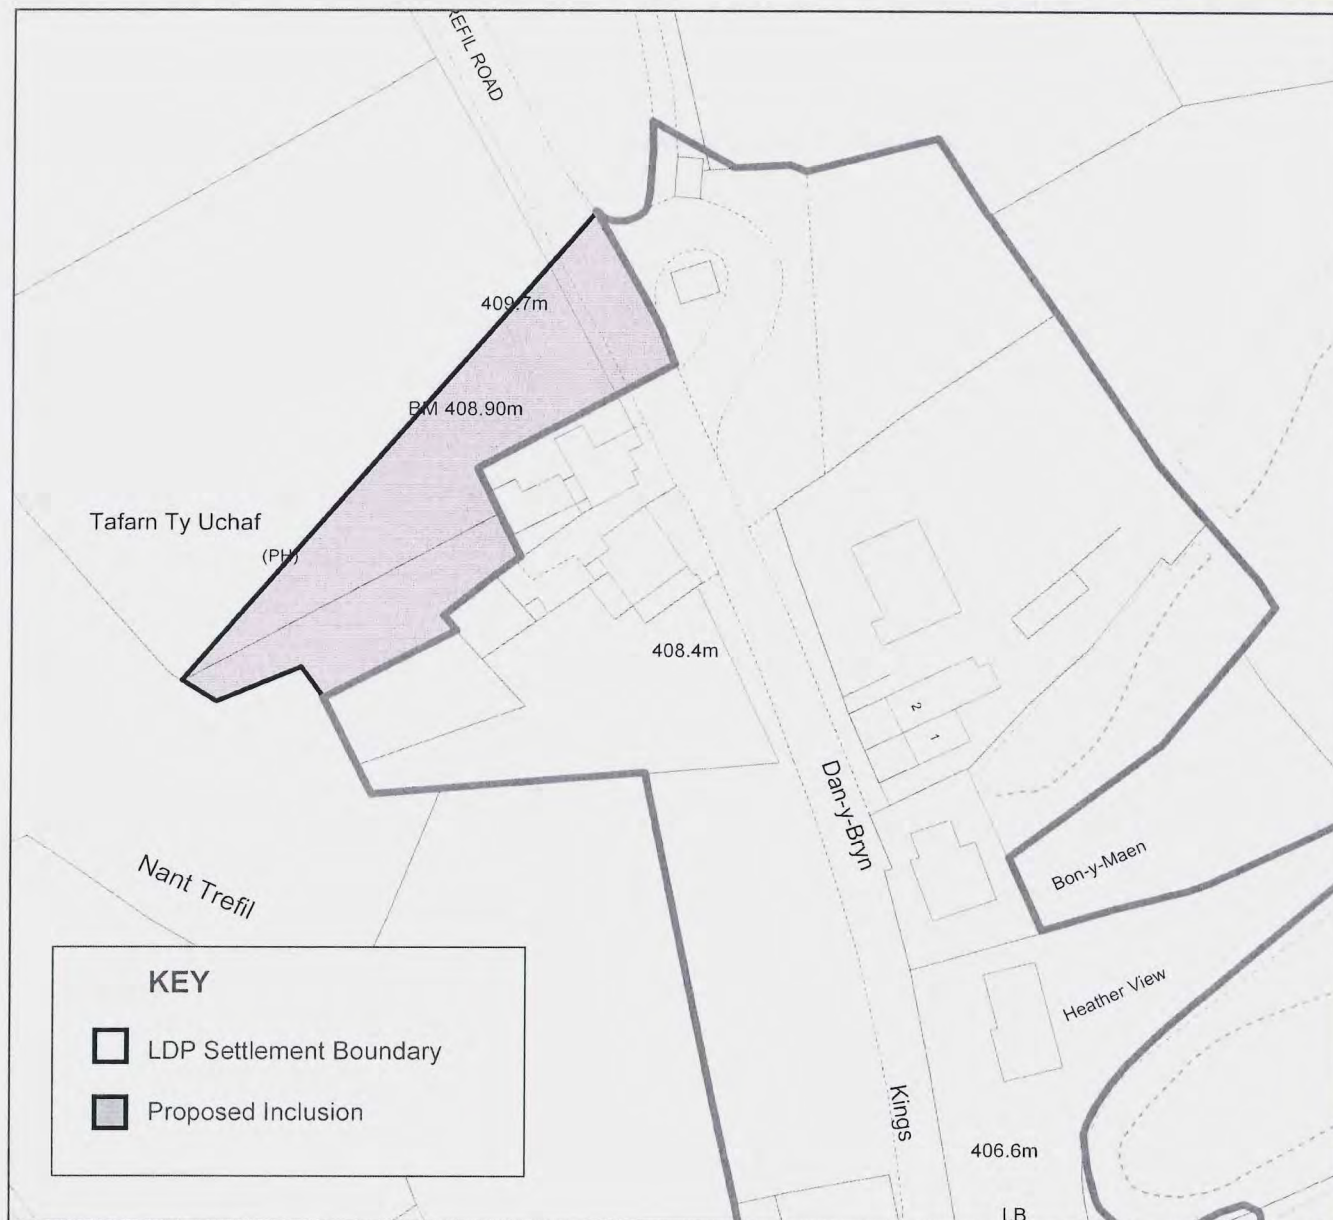 REFIL ROAD
409.7m
BM 408.90m
Tafarn Ty Uchaf
(PH)
408.4m
2
1
Dan-y-Bryn
Bon-y-Maen
Nant Trefil
Heather View
Kings
406.6m
LB
KEY
LDP Settlement Boundary
Proposed Inclusion